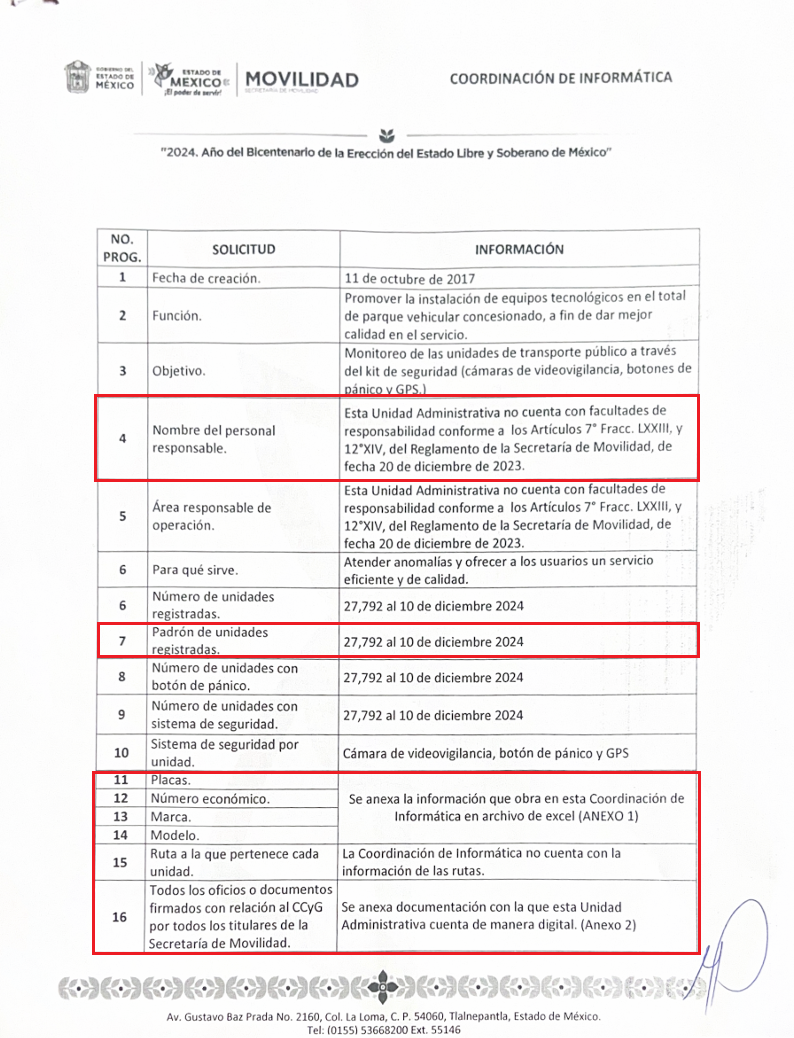 GOBIERNO DEL
ESTADO DE
MÉXICO
ESTADO DE
MÉXICO
¡El poder de servir!
MOVILIDAD
SECRETARÍA DE MOVILIDAD
COORDINACIÓN DE INFORMÁTICA
"2024. Año del Bicentenario de la Erección del Estado Libre y Soberano de México"
NO.
PROG.
SOLICITUD
INFORMACIÓN
1
Fecha de creación.
11 de octubre de 2017
2
Función.
Promover la instalación de equipos tecnológicos en el total
de parque vehicular concesionado, a fin de dar mejor
calidad en el servicio.
3
Objetivo.
Monitoreo de las unidades de transporte público a través
del kit de seguridad (cámaras de videovigilancia, botones de
pánico y GPS.)
4
Nombre del personal
responsable.
Esta Unidad Administrativa no cuenta con facultades de
responsabilidad conforme a los Artículos 7° Fracc. LXXIII, y
12°XIV, del Reglamento de la Secretaría de Movilidad, de
fecha 20 de diciembre de 2023.
5
Área responsable de
operación.
Esta Unidad Administrativa no cuenta con facultades de
responsabilidad conforme a los Artículos 7° Fracc. LXXIII, y
12°XIV, del Reglamento de la Secretaría de Movilidad, de
fecha 20 de diciembre de 2023.
6
Para qué sirve.
Atender anomalías y ofrecer a los usuarios un servicio
eficiente y de calidad.
6
Número de unidades
registradas.
27,792 al 10 de diciembre 2024
7
Padrón de unidades
registradas.
27,792 al 10 de diciembre 2024
8
Número de unidades con
botón de pánico.
27,792 al 10 de diciembre 2024
9
Número de unidades con
sistema de seguridad.
27,792 al 10 de diciembre 2024
10
Sistema de seguridad por
unidad.
Cámara de videovigilancia, botón de pánico y GPS
11
Placas.
12
Número económico.
13
Marca.
14
Modelo.
Se anexa la información que obra en esta Coordinación de
Informática en archivo de excel (ANEXO 1)
15
Ruta a la que pertenece cada
unidad.
La Coordinación de Informática no cuenta con la
información de las rutas.
16
Todos los oficios o documentos
firmados con relación al CCyG
por todos los titulares de la
Secretaría de Movilidad.
Se anexa documentación con la que esta Unidad
Administrativa cuenta de manera digital. (Anexo 2)
Av. Gustavo Baz Prada No. 2160, Col. La Loma, C. P. 54060, Tlalnepantla, Estado de México.
Tel: (0155) 53668200 Ext. 55146